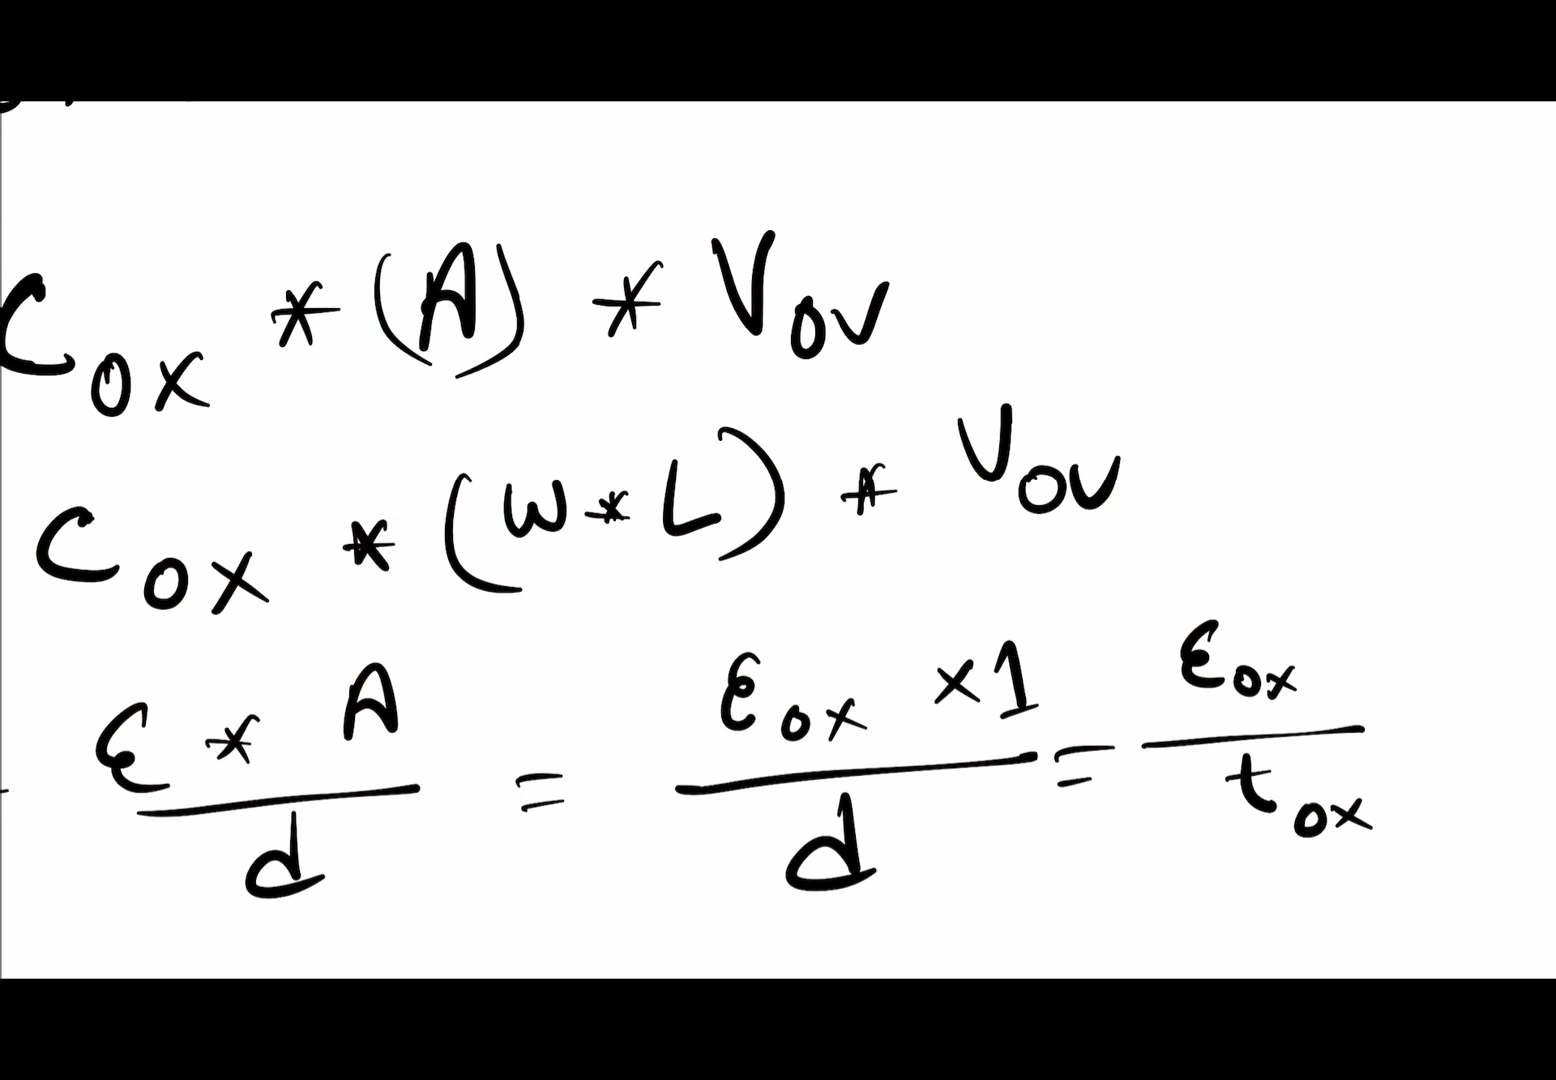 Cox * (A) * Vov
Cox * (W * L) * Vov
ε * A / d = εox × 1 / d = εox / tox